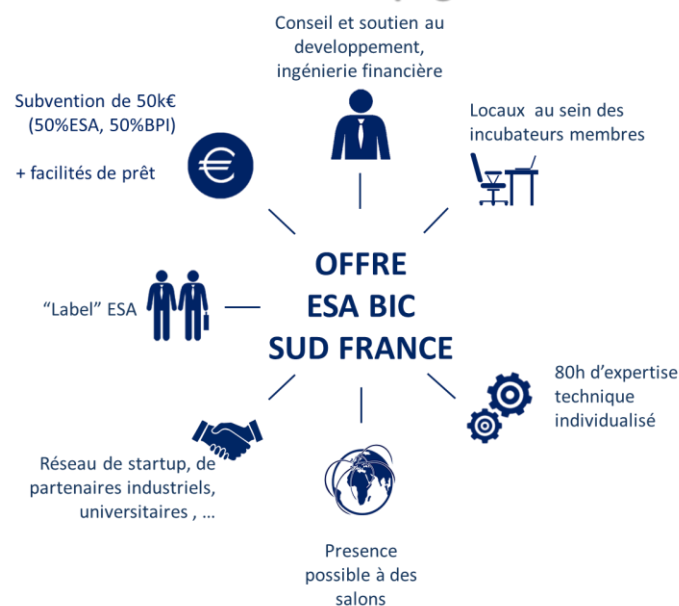 Conseil et soutien au
developpement,
ingénierie financière
Subvention de 50k€
(50%ESA, 50%BPI)
+ facilités de prêt
€
Locaux au sein des
incubateurs membres
OFFRE
ESA BIC
SUD FRANCE
“Label” ESA
80h d’expertise
technique
individualisé
Réseau de startup, de
partenaires industriels,
universitaires , ...
Presence
possible à des
salons